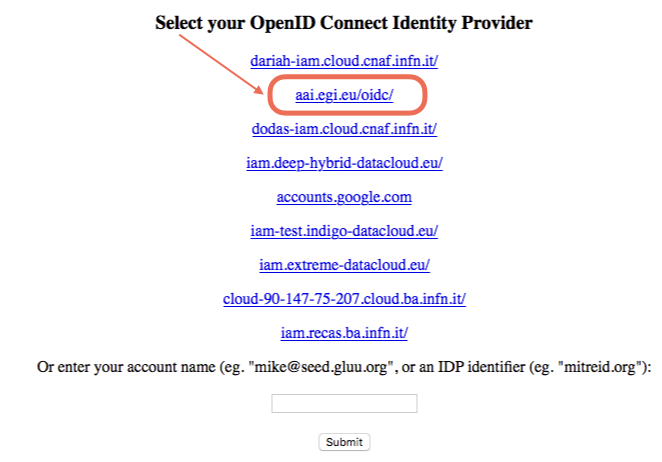 Select your OpenID Connect Identity Provider
dariah-iam.cloud.cnaf.infn.it/
aai.egi.eu/oidc/
dodas-iam.cloud.cnaf.infn.it/
iam.deep-hybrid-datacloud.eu/
accounts.google.com
iam-test.indigo-datacloud.eu/
iam.extreme-datacloud.eu/
cloud-90-147-75-207.cloud.ba.infn.it/
iam.recas.ba.infn.it/
Or enter your account name (eg. "mike@seed.gluu.org", or an IDP identifier (eg. "mitreid.org"):
Submit